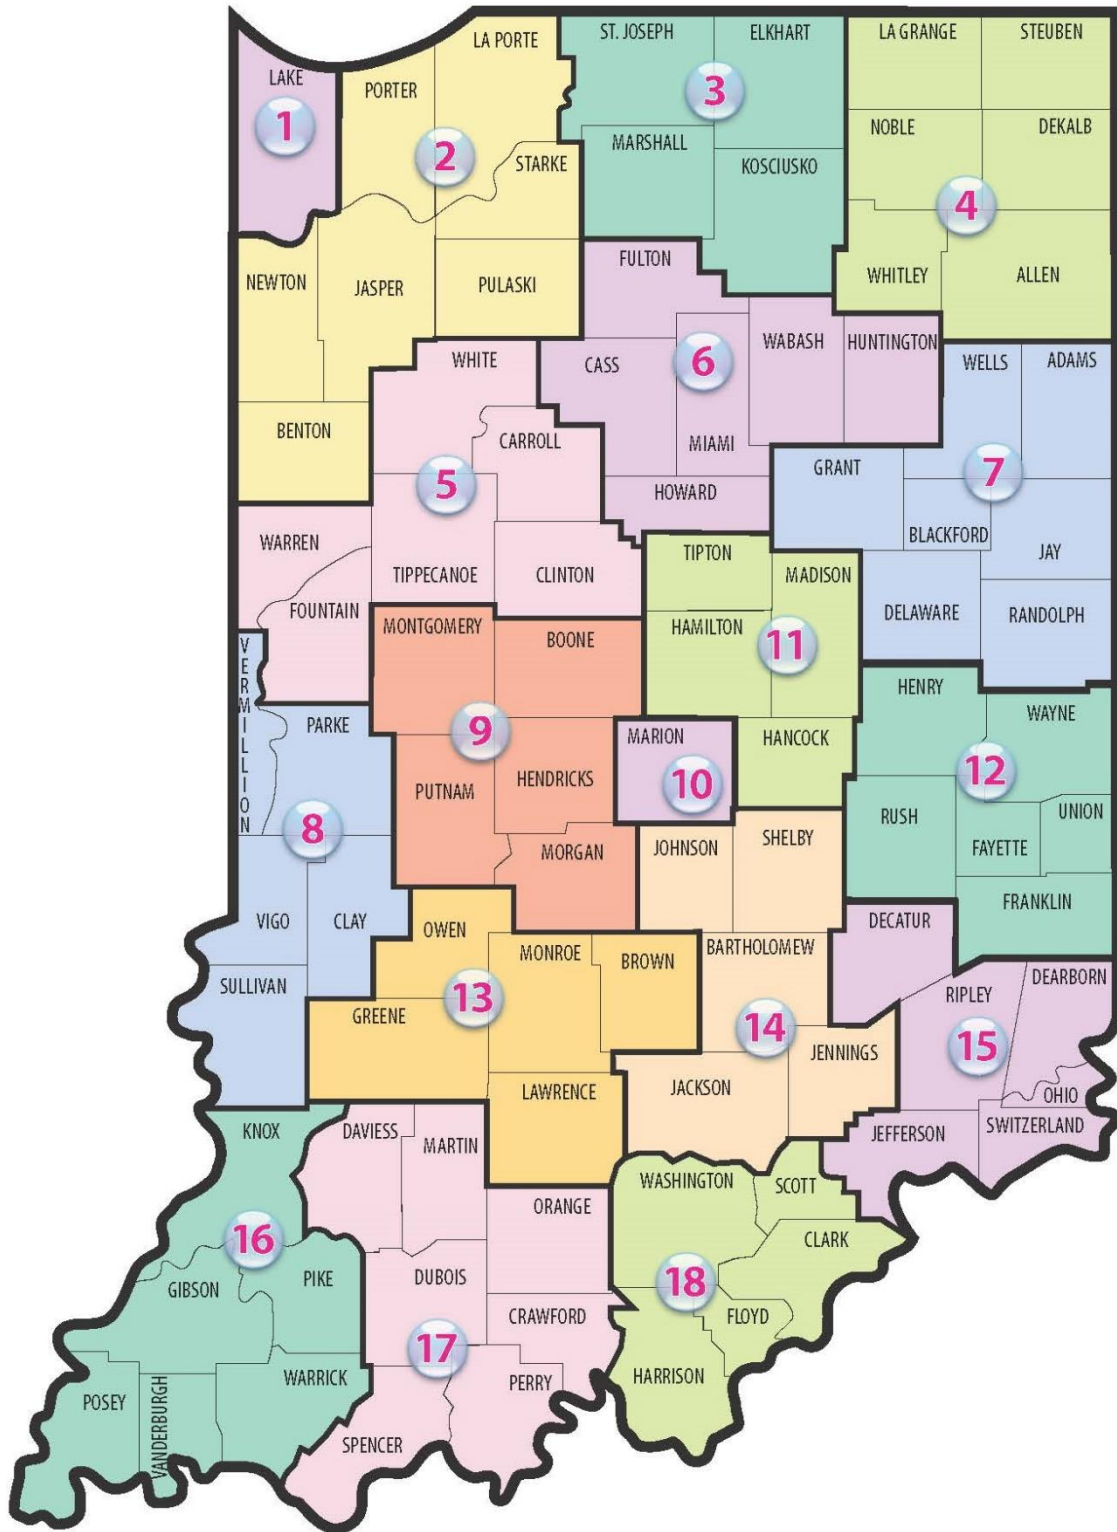 LA PORTE
ST. JOSEPH
ELKHART
LA GRANGE
STEUBEN
LAKE
PORTER
1
2
3
NOBLE
DEKALB
MARSHALL
STARKE
KOSCIUSKO
4
NEWTON
JASPER
PULASKI
FULTON
WHITLEY
ALLEN
WHITE
CASS
6
WABASH
HUNTINGTON
WELLS
ADAMS
BENTON
CARROLL
MIAMI
5
GRANT
7
HOWARD
BLACKFORD
JAY
WARREN
TIPPECANOE
CLINTON
TIPTON
MADISON
FOUNTAIN
DELAWARE
RANDOLPH
MONTGOMERY
BOONE
HAMILTON
11
VERMILLION
PARKE
HENRY
WAYNE
9
MARION
HANCOCK
PUTNAM
HENDRICKS
10
12
8
RUSH
FAYETTE
UNION
MORGAN
JOHNSON
SHELBY
FRANKLIN
VIGO
CLAY
OWEN
MONROE
BROWN
BARTHOLOMEW
DECATUR
SULLIVAN
GREENE
13
14
RIPLEY
DEARBORN
15
JENNINGS
LAWRENCE
JACKSON
OHIO
KNOX
DAVIESS
MARTIN
JEFFERSON
SWITZERLAND
WASHINGTON
SCOTT
ORANGE
16
CLARK
GIBSON
PIKE
DUBOIS
18
CRAWFORD
FLOYD
17
POSEY
VANDERBURGH
WARRICK
PERRY
HARRISON
SPENCER